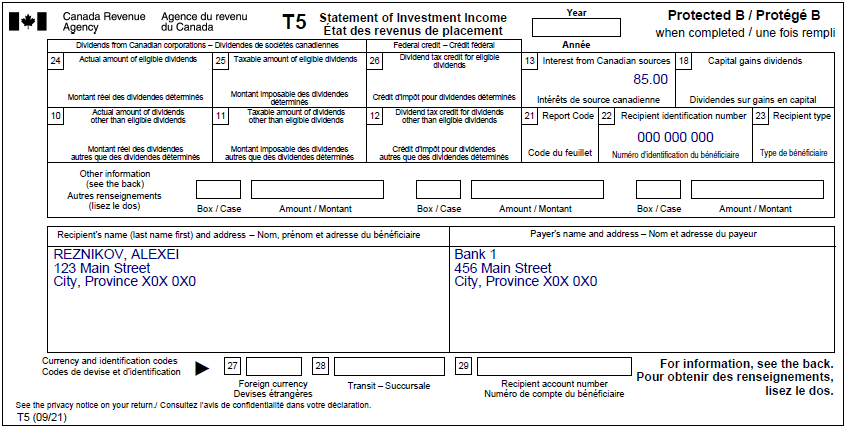 Canada Revenue Agency
Agence du revenu du Canada
T5
Statement of Investment Income
État des revenus de placement
Year
Année
Protected B / Protégé B
when completed / une fois rempli
Dividends from Canadian corporations – Dividendes de sociétés canadiennes
Federal credit – Crédit fédéral
24 Actual amount of eligible dividends
Montant réel des dividendes déterminés
25 Taxable amount of eligible dividends
Montant imposable des dividendes déterminés
26 Dividend tax credit for eligible dividends
Crédit d'impôt pour dividendes déterminés
13 Interest from Canadian sources
85.00
Intérêts de source canadienne
18 Capital gains dividends
Dividendes sur gains en capital
10 Actual amount of dividends other than eligible dividends
Montant réel des dividendes autres que des dividendes déterminés
11 Taxable amount of dividends other than eligible dividends
Montant imposable des dividendes autres que des dividendes déterminés
12 Dividend tax credit for dividends other than eligible dividends
Crédit d'impôt pour dividendes autres que des dividendes déterminés
21 Report Code
Code du feuillet
22 Recipient identification number
000 000 000
Numéro d'identification du bénéficiaire
23 Recipient type
Type de bénéficiaire
Other information
(see the back)
Autres renseignements
(lisez le dos)
Box / Case Amount / Montant Box / Case Amount / Montant Box / Case Amount / Montant
Recipient's name (last name first) and address – Nom, prénom et adresse du bénéficiaire
REZNIKOV, ALEXEI
123 Main Street
City, Province X0X 0X0
Payer's name and address – Nom et adresse du payeur
Bank 1
456 Main Street
City, Province X0X 0X0
Currency and identification codes
Codes de devise et d'identification
27
Foreign currency
Devises étrangères
28
Transit – Succursale
29
Recipient account number
Numéro de compte du bénéficiaire
For information, see the back.
Pour obtenir des renseignements,
lisez le dos.
See the privacy notice on your return./ Consultez l'avis de confidentialité dans votre déclaration.
T5 (09/21)